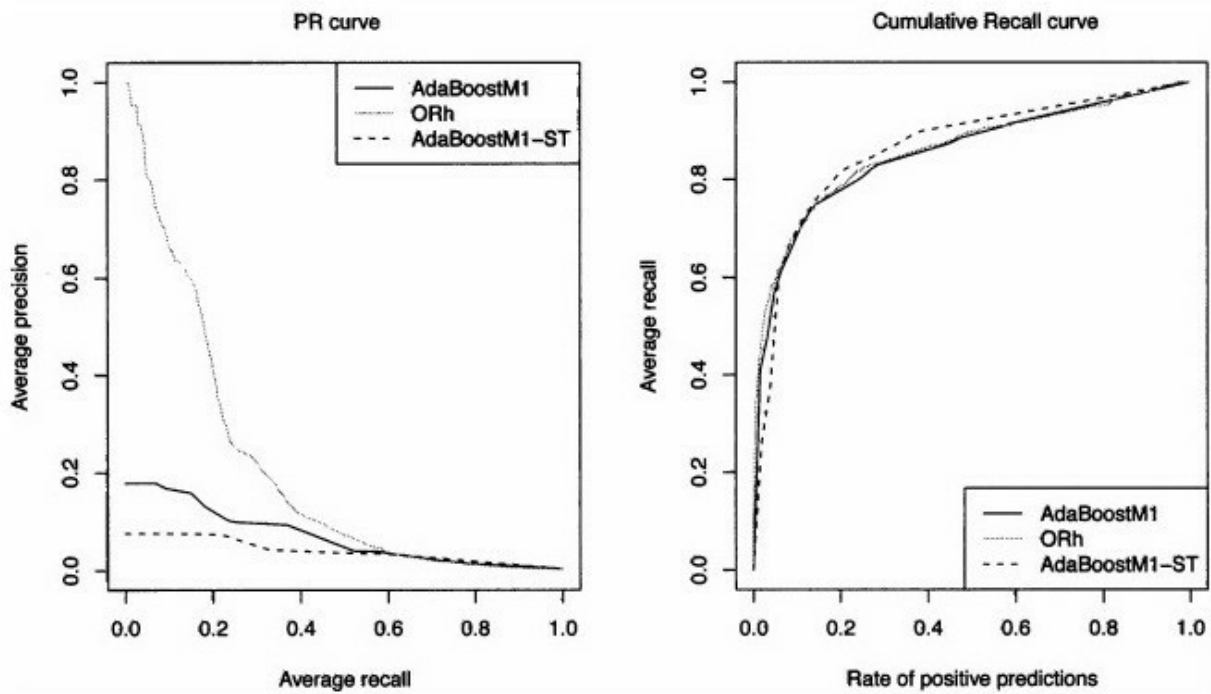 PR curve
Average precision
1.0
0.8
0.6
0.4
0.2
0.0
AdaBoostM1
ORh
AdaBoostM1-ST
0.0 0.2 0.4 0.6 0.8 1.0
Average recall
Cumulative Recall curve
Average recall
1.0
0.8
0.6
0.4
0.2
0.0
AdaBoostM1
ORh
AdaBoostM1-ST
0.0 0.2 0.4 0.6 0.8 1.0
Rate of positive predictions